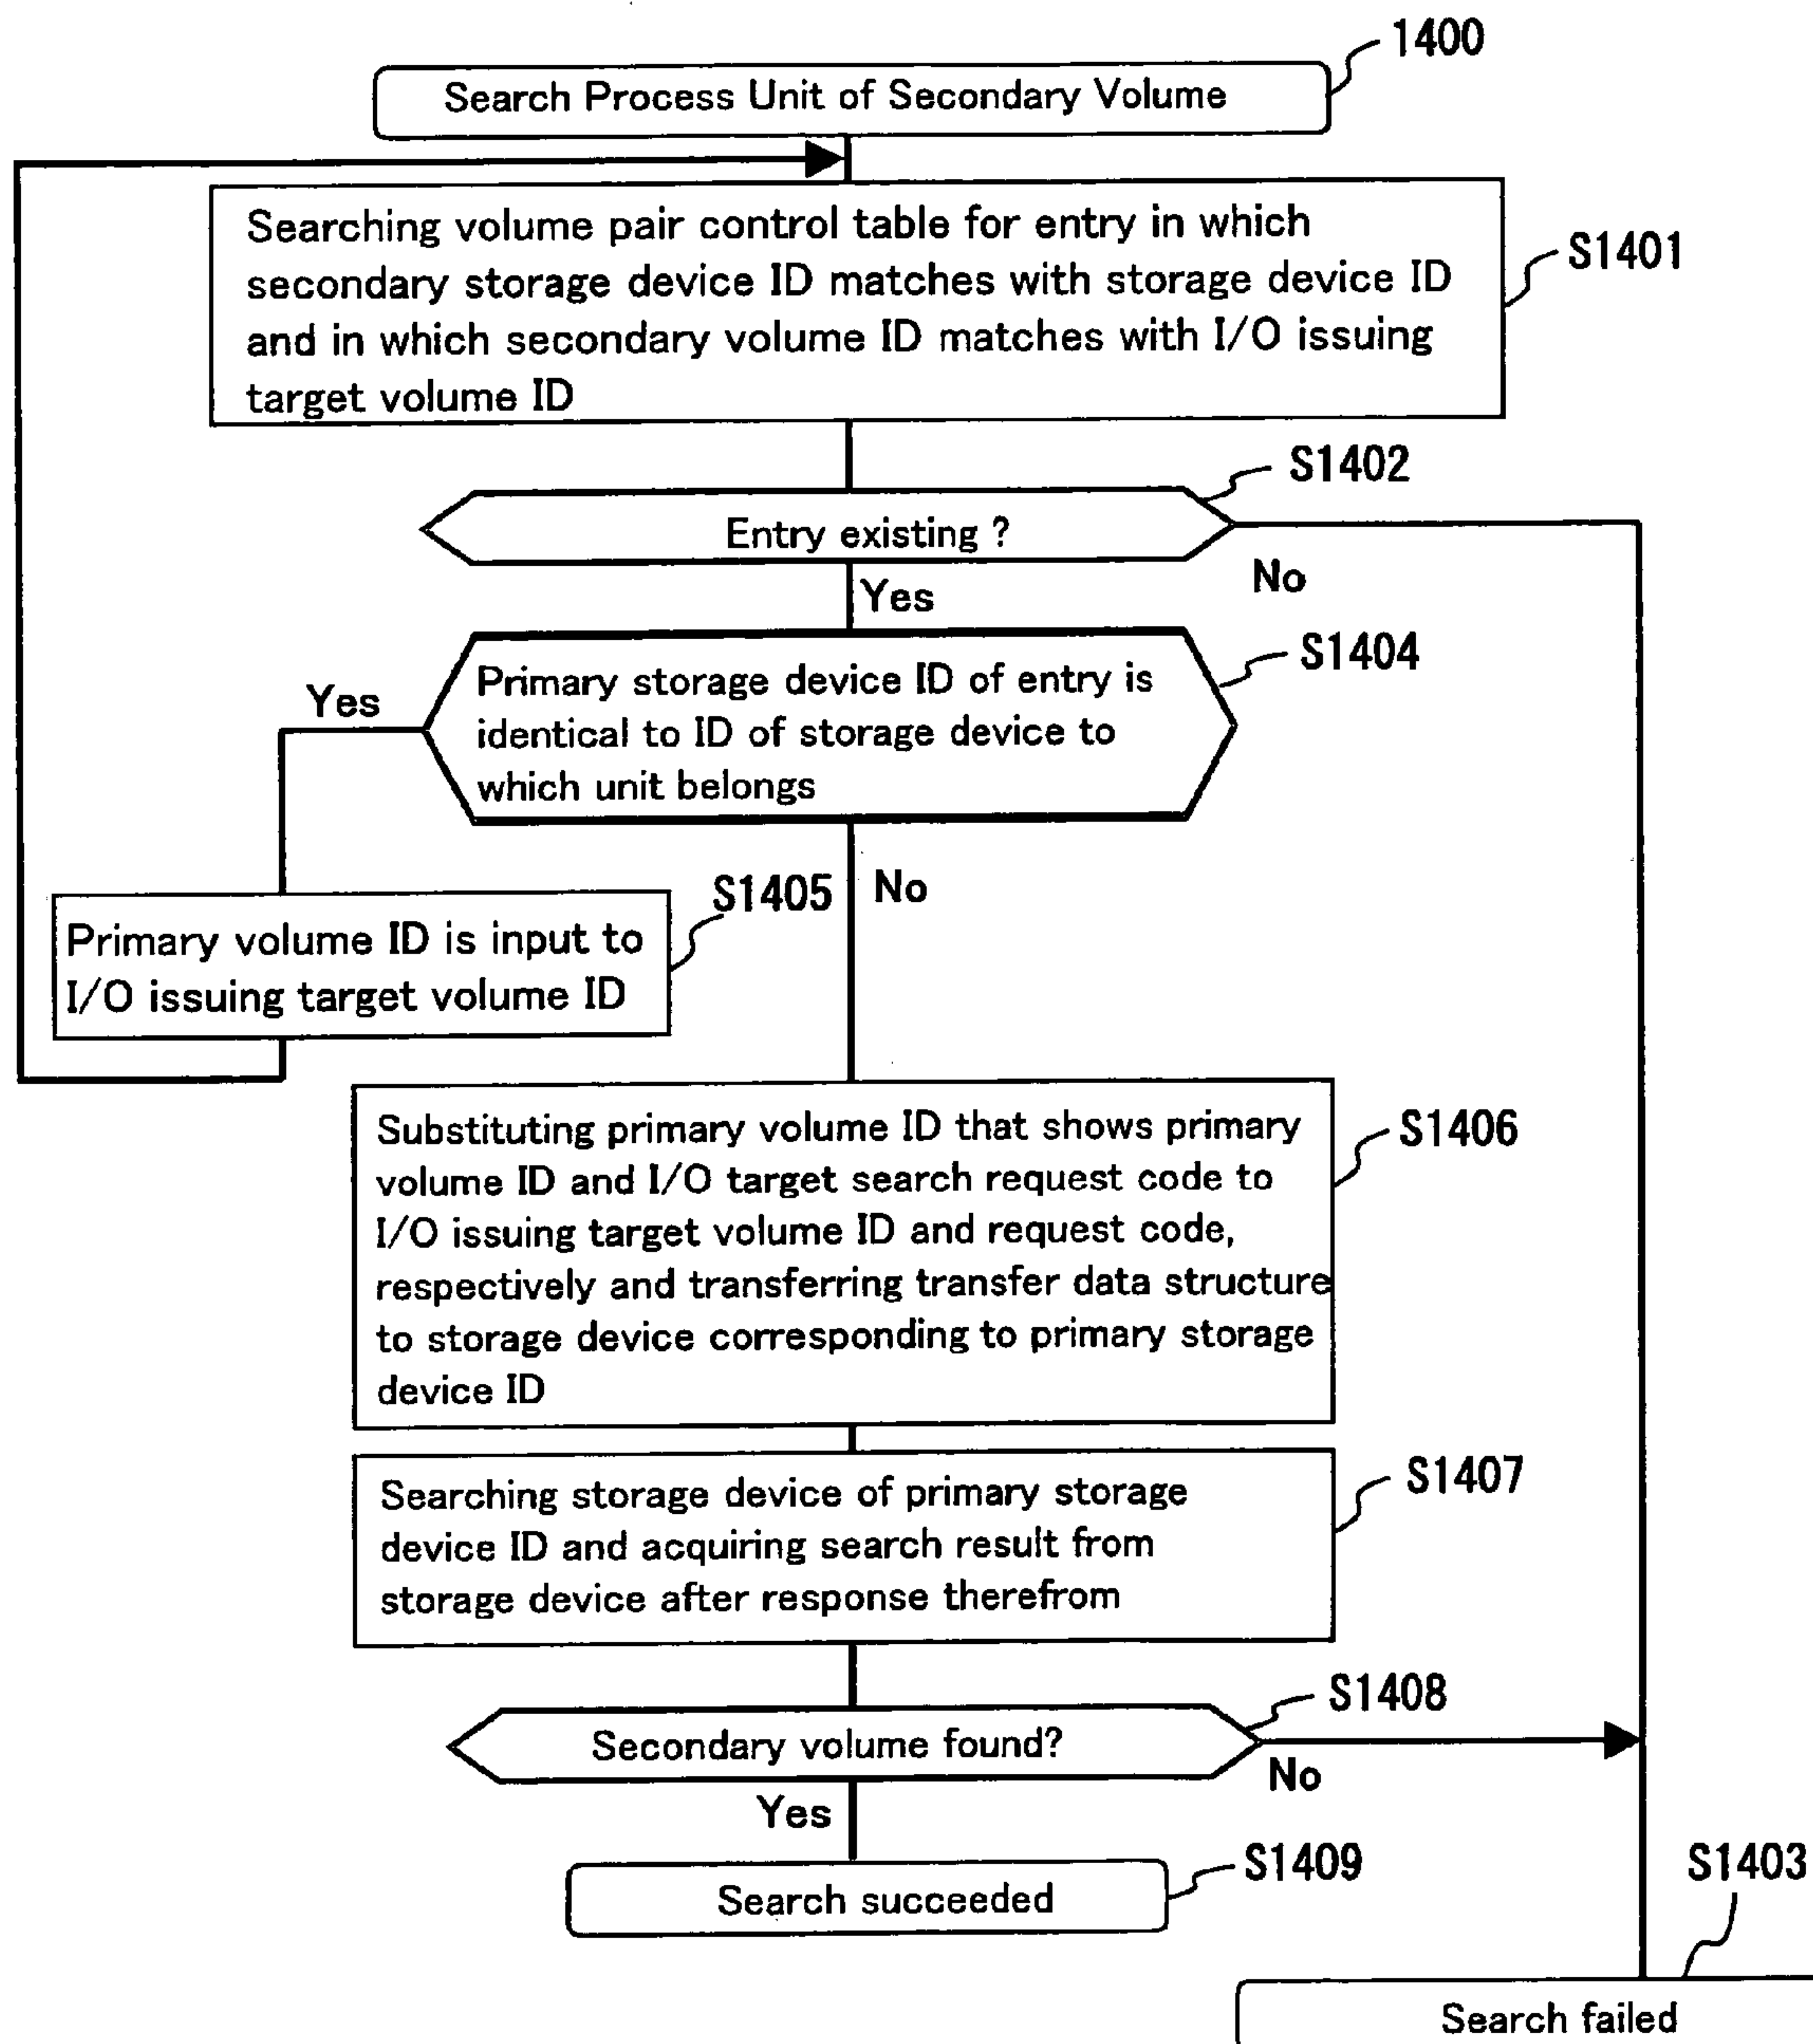 1400
Search Process Unit of Secondary Volume
Searching volume pair control table for entry in which
secondary storage device ID matches with storage device ID
and in which secondary volume ID matches with I/O issuing
target volume ID
S1401
S1402
Entry existing ?
No
Yes
S1404
Primary storage device ID of entry is
identical to ID of storage device to
which unit belongs
Yes
No
S1405
Primary volume ID is input to
I/O issuing target volume ID
S1406
Substituting primary volume ID that shows primary
volume ID and I/O target search request code to
I/O issuing target volume ID and request code,
respectively and transferring transfer data structure
to storage device corresponding to primary storage
device ID
S1407
Searching storage device of primary storage
device ID and acquiring search result from
storage device after response therefrom
S1408
Secondary volume found?
No
Yes
S1409
Search succeeded
S1403
Search failed